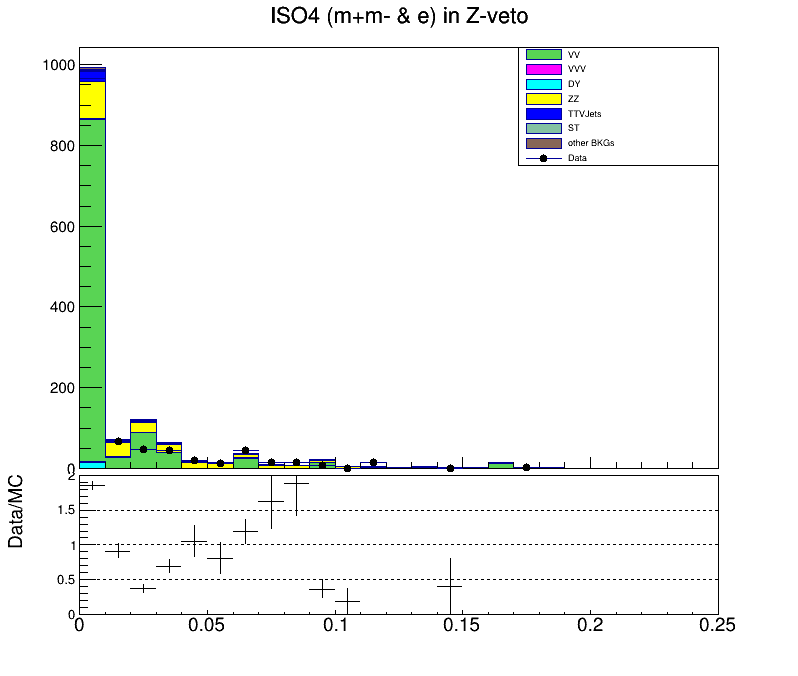 ISO4 (m+m- & e) in Z-veto
1000
800
600
400
200
0
VV
VVV
DY
ZZ
TTVJets
ST
other BKGs
Data
Data/MC
2
1.5
1
0.5
0
0 0.05 0.1 0.15 0.2 0.25